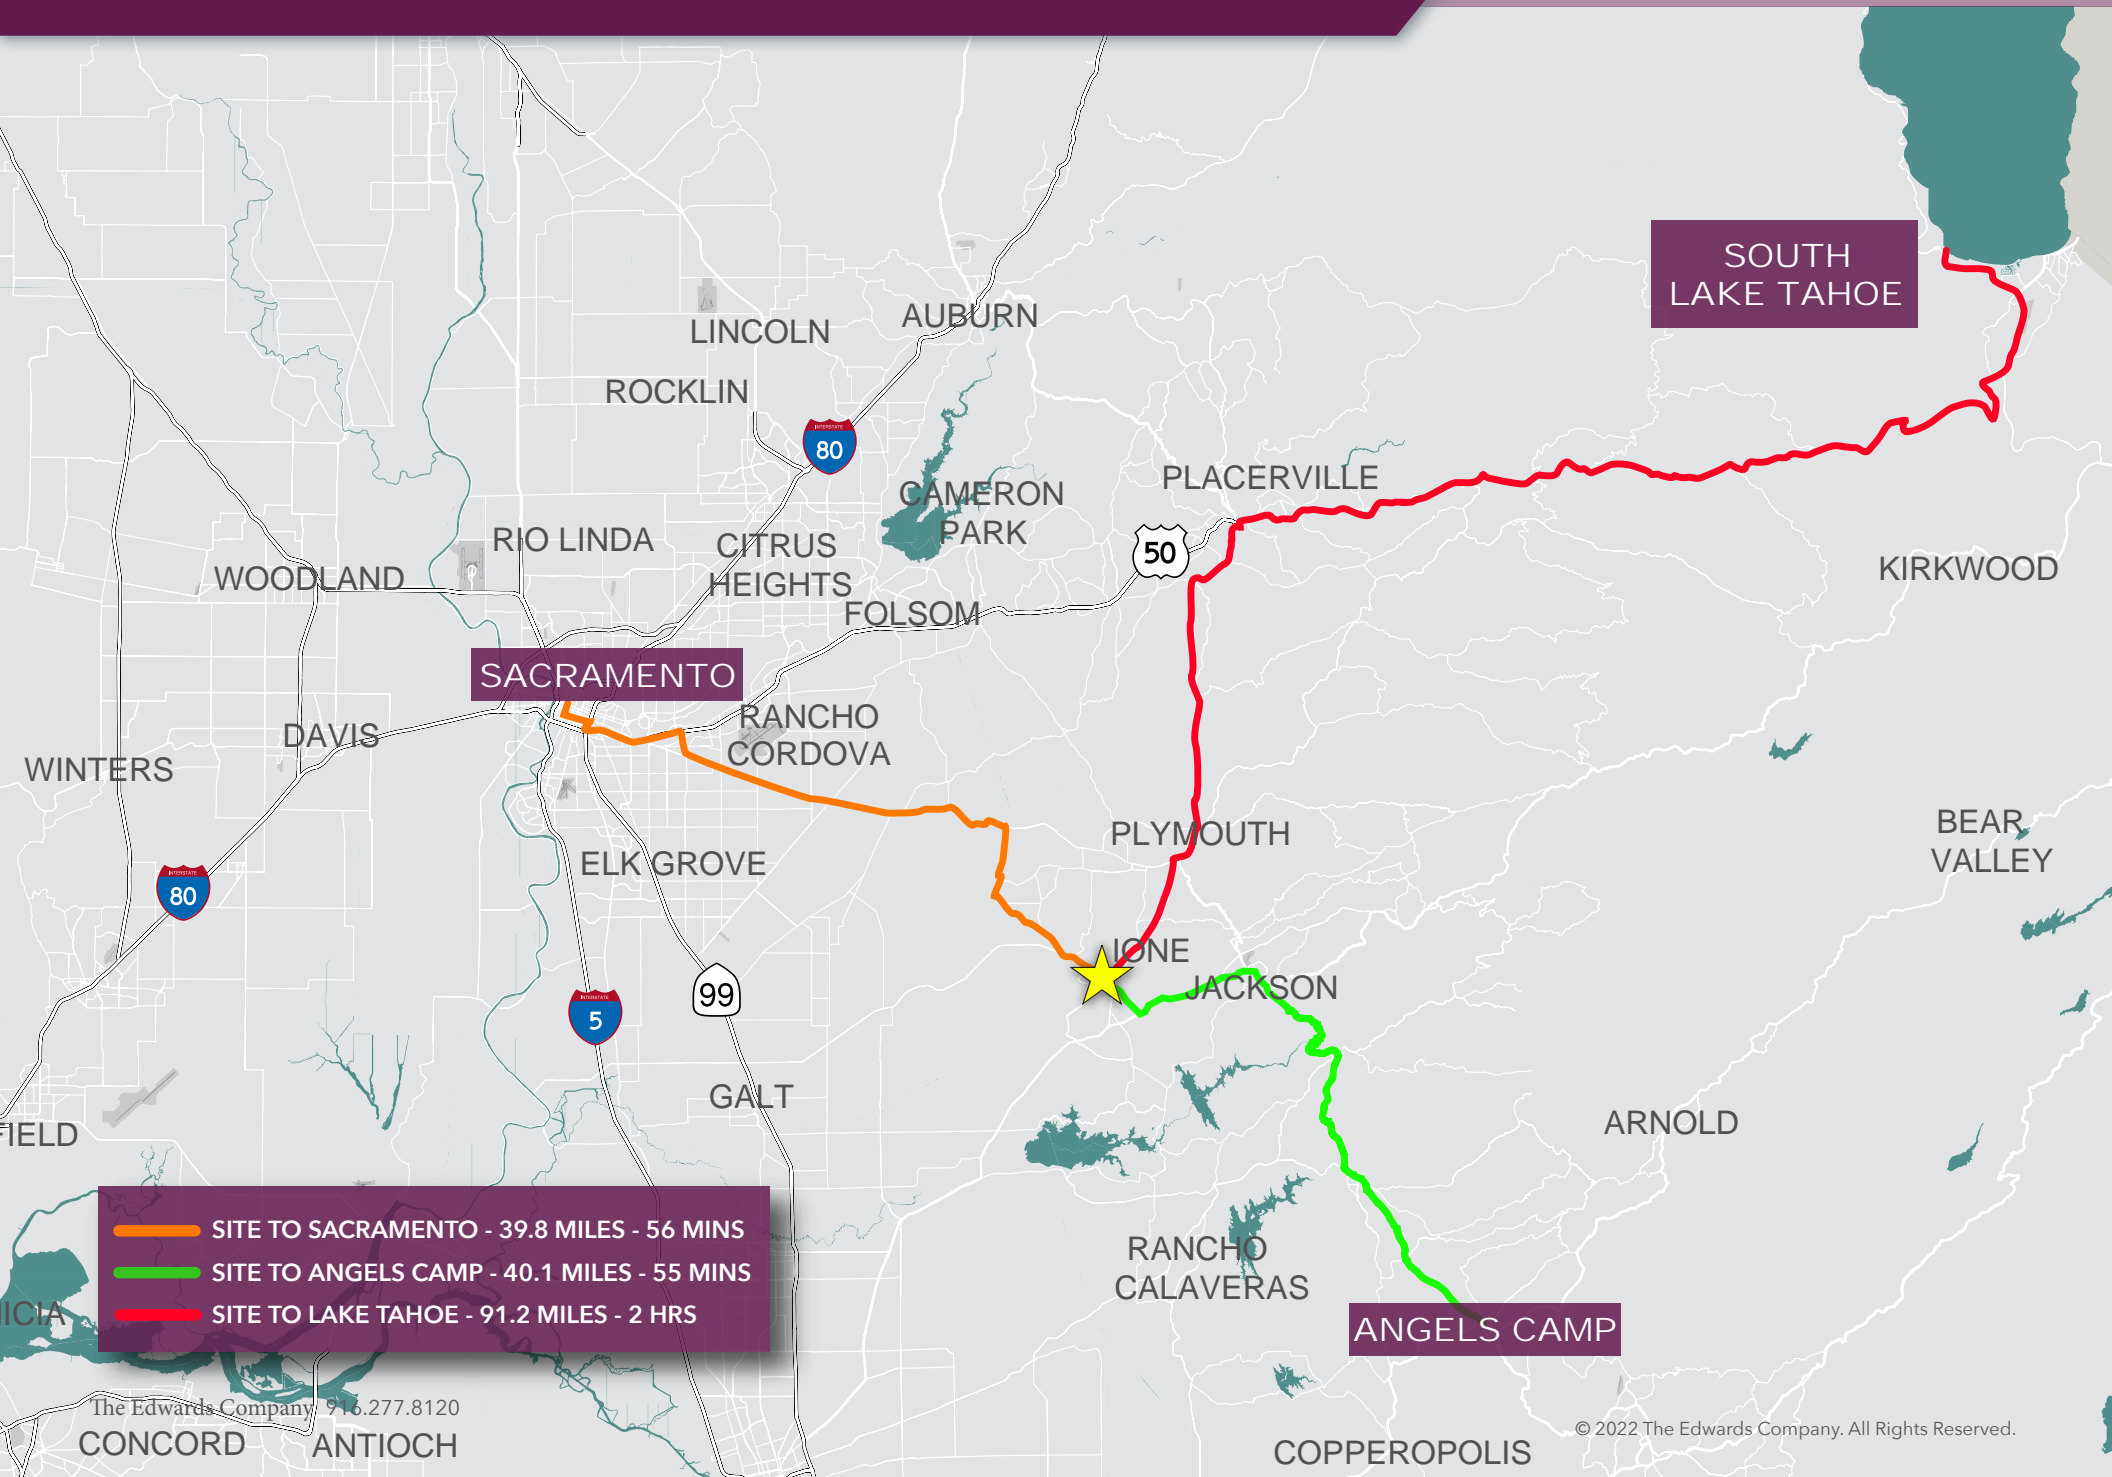 SOUTH
LAKE TAHOE
AUBURN
LINCOLN
ROCKLIN
INTERSTATE
80
PLACERVILLE
CAMERON
PARK
RIO LINDA
CITRUS
HEIGHTS
50
WOODLAND
KIRKWOOD
FOLSOM
SACRAMENTO
RANCHO
CORDOVA
DAVIS
WINTERS
PLYMOUTH
BEAR
VALLEY
ELK GROVE
INTERSTATE
80
IONE
JACKSON
99
INTERSTATE
5
GALT
ARNOLD
FIELD
SITE TO SACRAMENTO - 39.8 MILES - 56 MINS
SITE TO ANGELS CAMP - 40.1 MILES - 55 MINS
SITE TO LAKE TAHOE - 91.2 MILES - 2 HRS
RANCHO
CALAVERAS
ICIA
ANGELS CAMP
The Edwards Company 916.277.8120
© 2022 The Edwards Company. All Rights Reserved.
CONCORD
ANTIOCH
COPPEROPOLIS